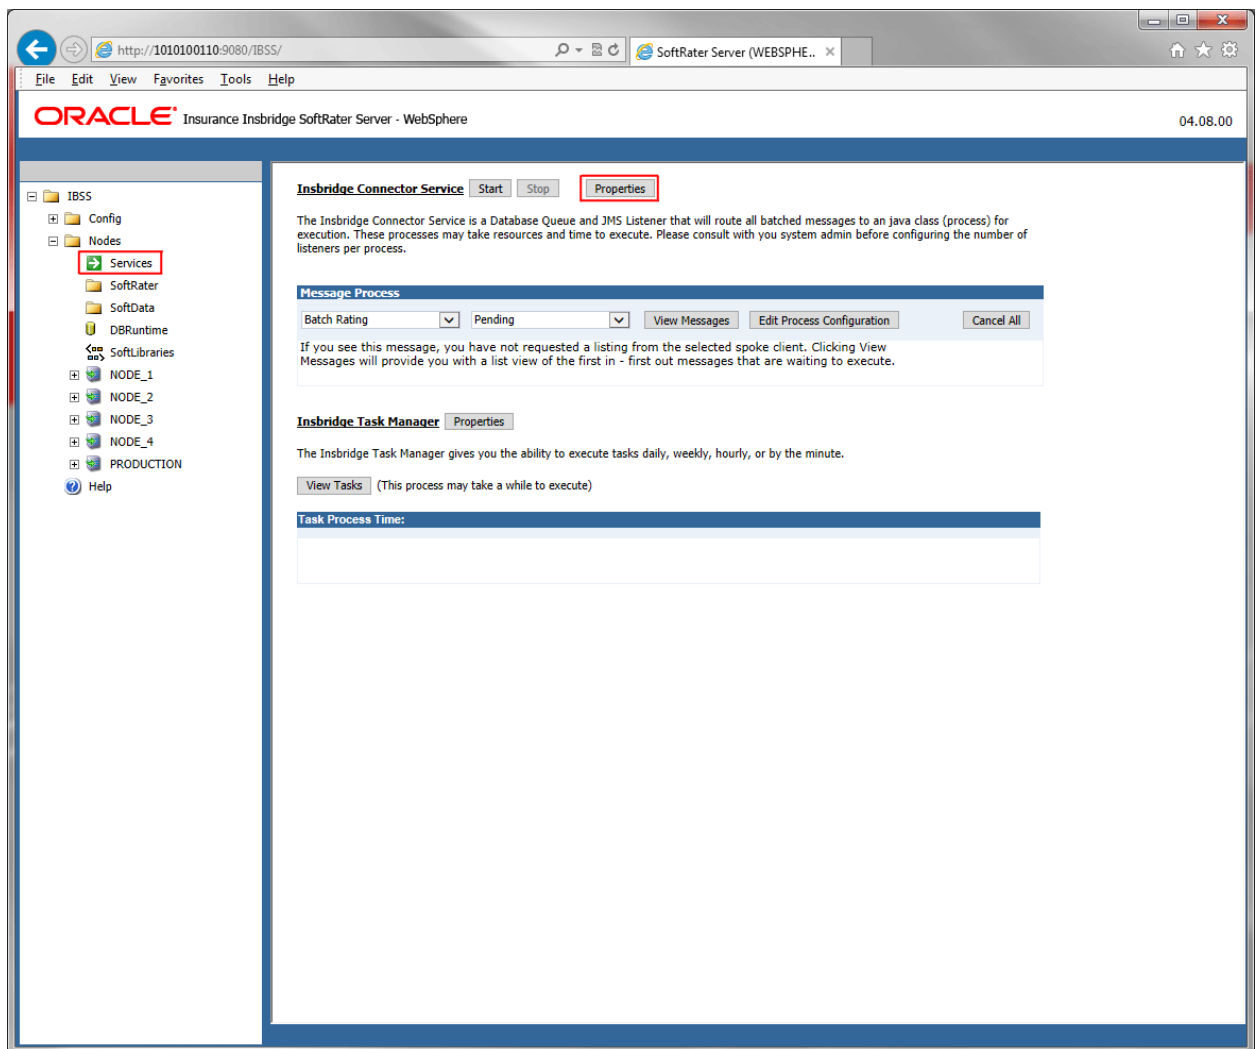 http://1010100110:9080/IBSS/
SoftRater Server (WEBSPHE...
File Edit View Favorites Tools Help
ORACLE Insurance Insbridge SoftRater Server - WebSphere
04.08.00
IBSS
Config
Nodes
Services
SoftRater
SoftData
DBRuntime
SoftLibraries
NODE_1
NODE_2
NODE_3
NODE_4
PRODUCTION
Help
Insbridge Connector Service Start Stop Properties
The Insbridge Connector Service is a Database Queue and JMS Listener that will route all batched messages to an java class (process) for
execution. These processes may take resources and time to execute. Please consult with you system admin before configuring the number of
listeners per process.
Message Process
Batch Rating Pending View Messages Edit Process Configuration Cancel All
If you see this message, you have not requested a listing from the selected spoke client. Clicking View
Messages will provide you with a list view of the first in - first out messages that are waiting to execute.
Insbridge Task Manager Properties
The Insbridge Task Manager gives you the ability to execute tasks daily, weekly, hourly, or by the minute.
View Tasks (This process may take a while to execute)
Task Process Time: